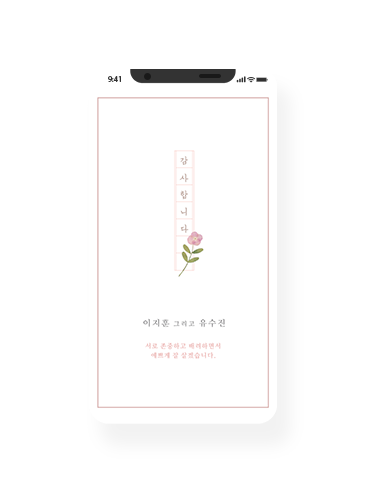 9:41
감사합니다
이지훈 그리고 유수진
서로 존중하고 배려하면서
예쁘게 잘 살겠습니다.